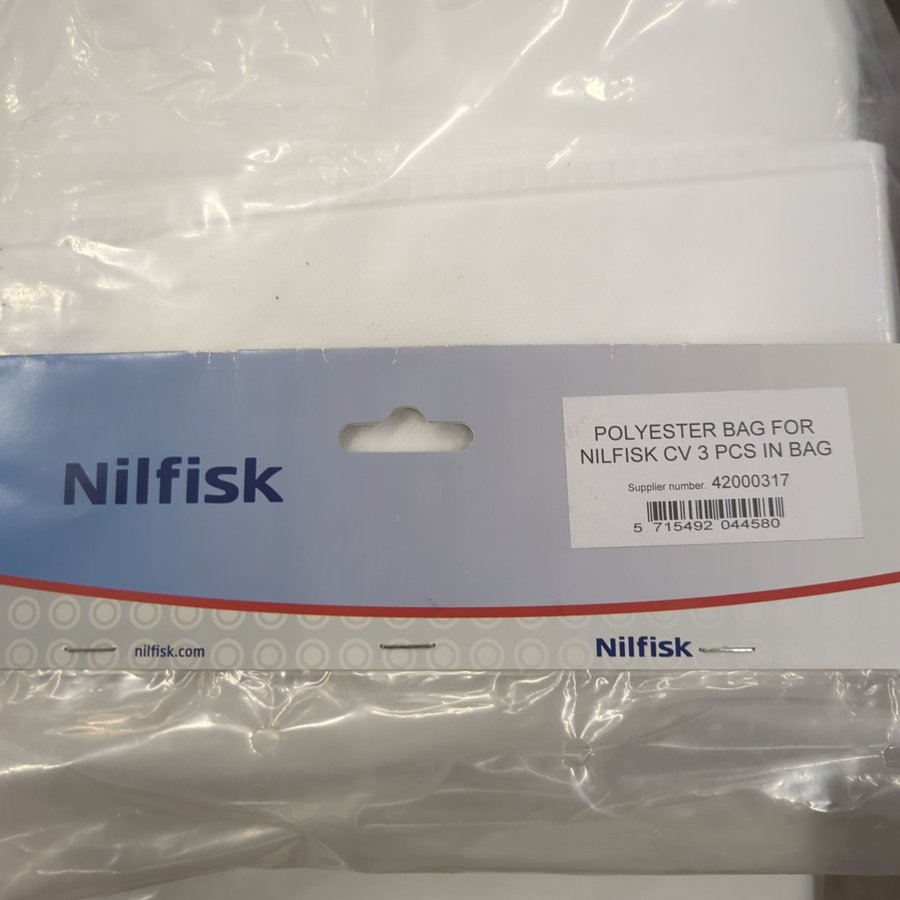 Nilfisk
POLYESTER BAG FOR
NILFISK CV 3 PCS IN BAG
Supplier number. 42000317
5 715492 044580
nilfisk.com
Nilfisk